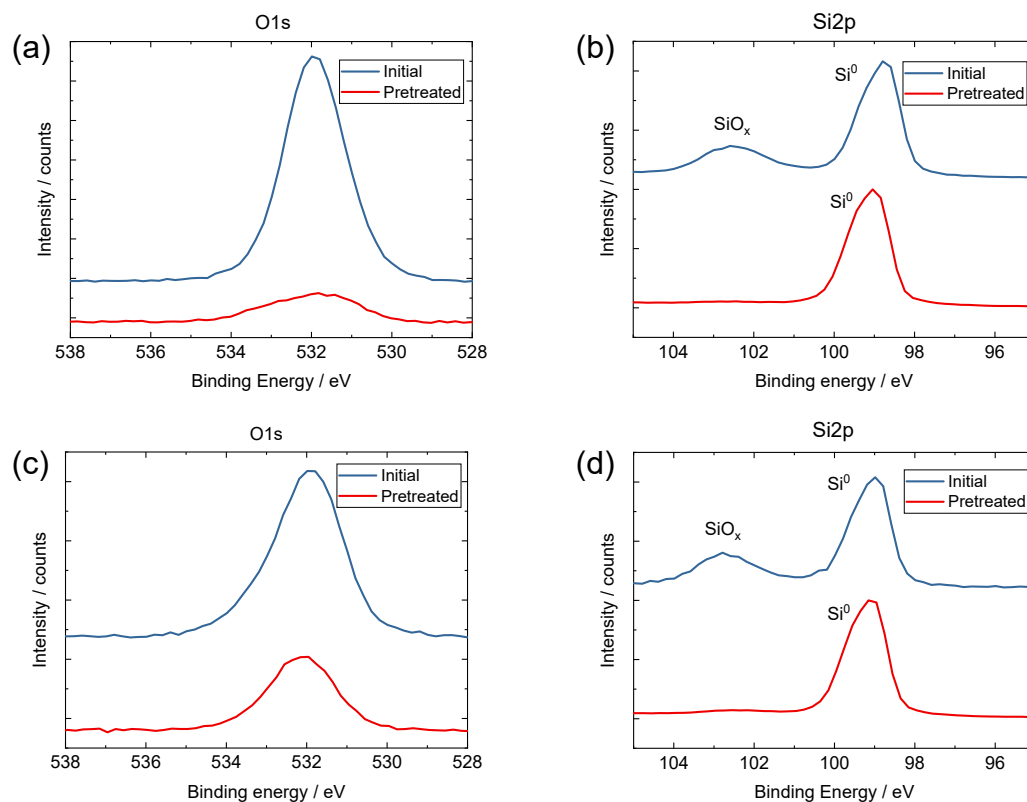 (a)
O1s
Initial
Pretreated
Intensity / counts
538 536 534 532 530 528
Binding Energy / eV
(b)
Si2p
Initial
Pretreated
Si⁰
SiOₓ
Si⁰
Intensity / counts
104 102 100 98 96
Binding energy / eV
(c)
O1s
Initial
Pretreated
Intensity / counts
538 536 534 532 530 528
Binding energy / eV
(d)
Si2p
Initial
Pretreated
Si⁰
SiOₓ
Si⁰
Intensity / counts
104 102 100 98 96
Binding Energy / eV